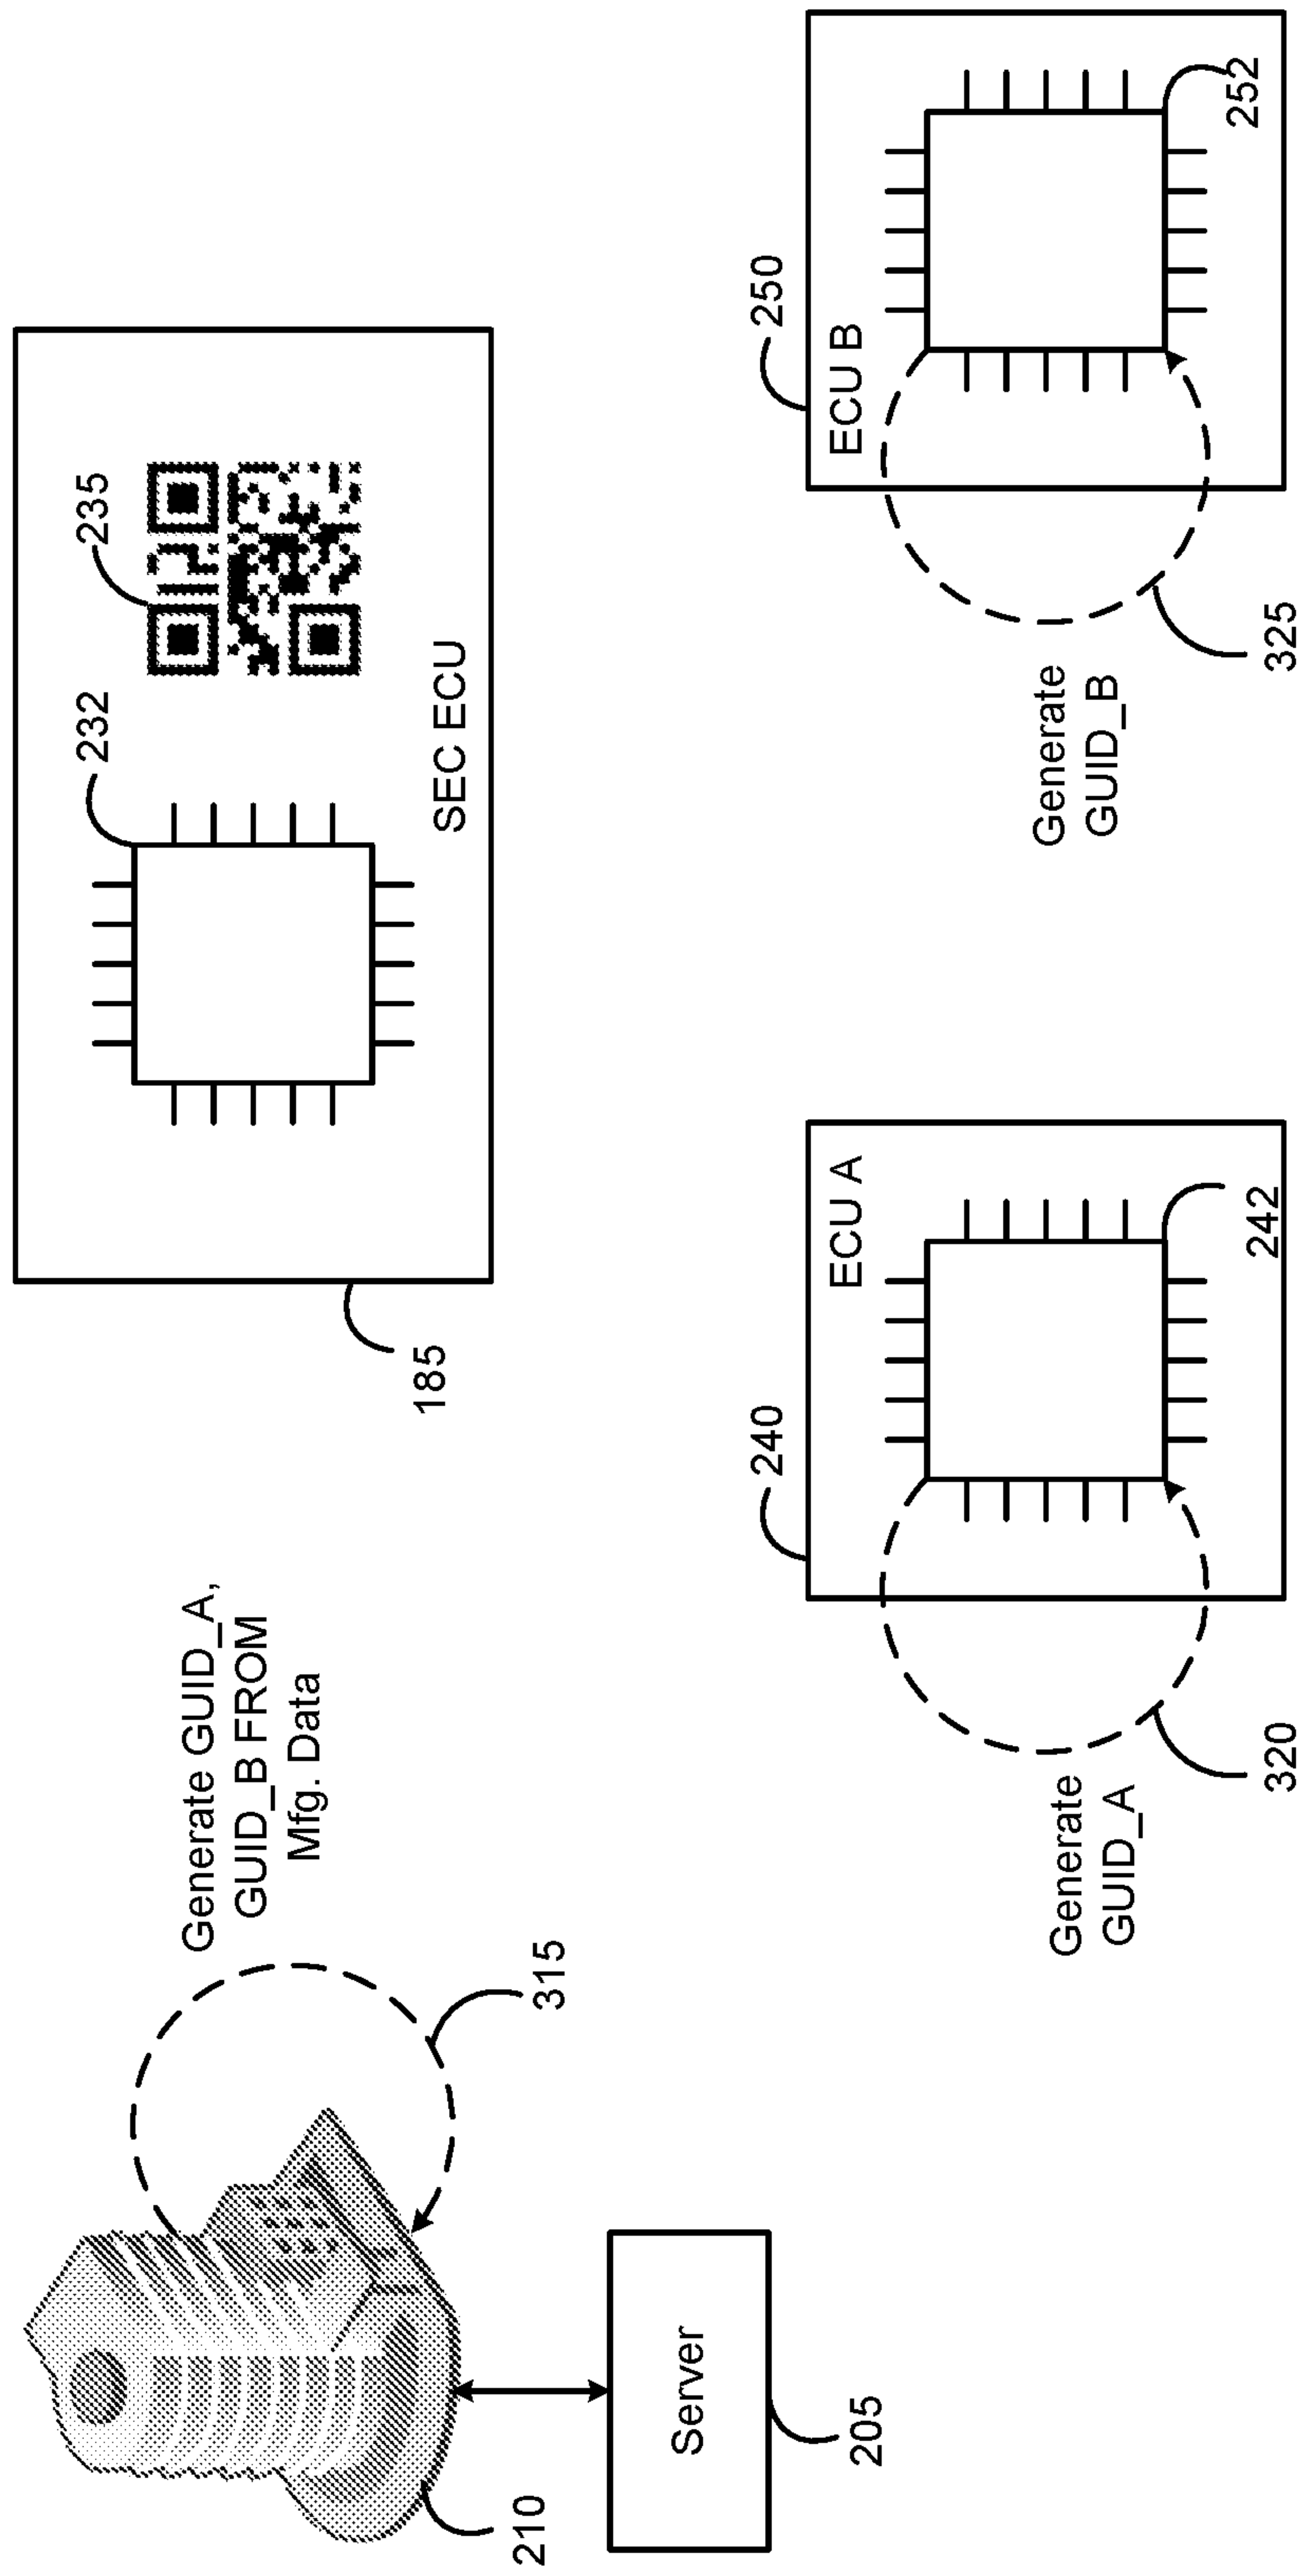 Generate GUID_A,
GUID_B FROM
Mfg. Data
315
210
Server
205
232
235
SEC ECU
185
240
ECU A
242
Generate
GUID_A
320
250
ECU B
252
Generate
GUID_B
325